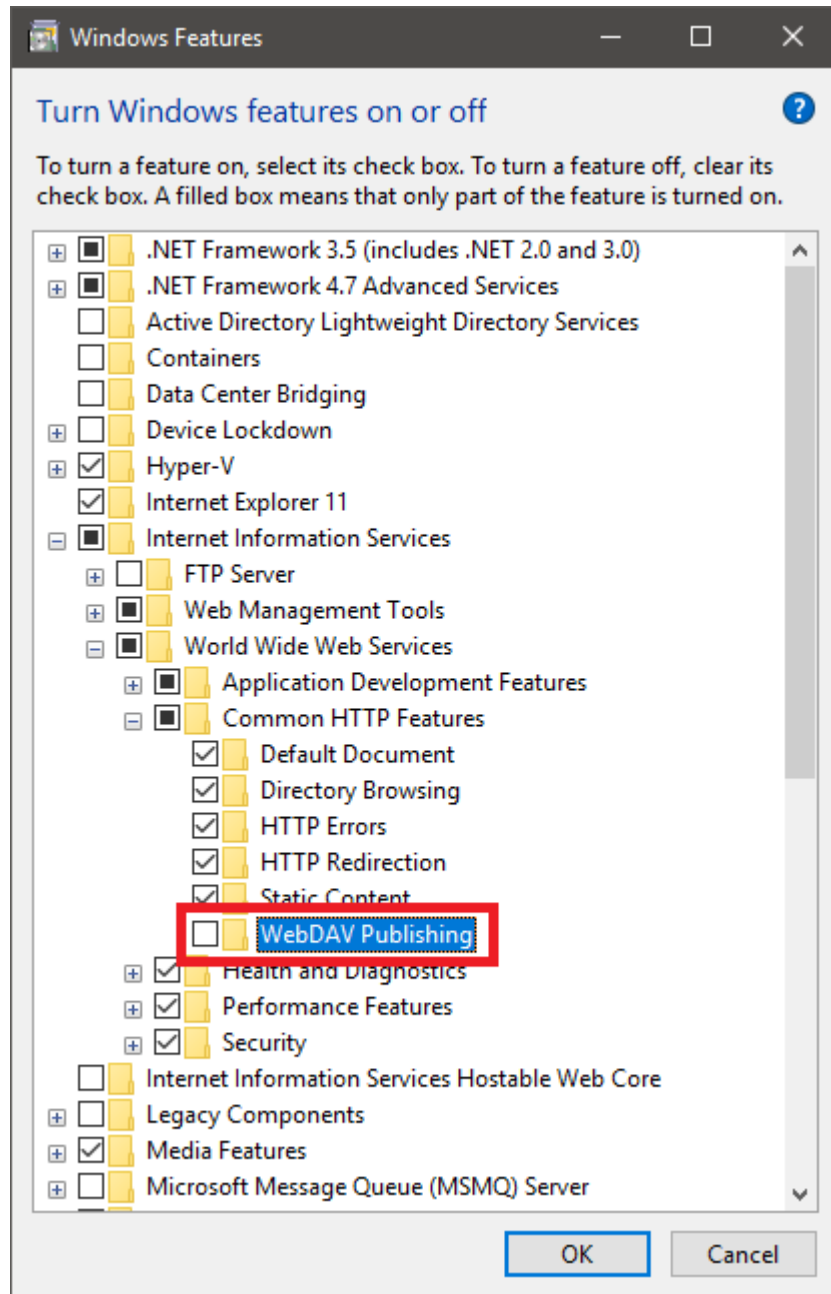 Windows Features
Turn Windows features on or off
To turn a feature on, select its check box. To turn a feature off, clear its
check box. A filled box means that only part of the feature is turned on.
.NET Framework 3.5 (includes .NET 2.0 and 3.0)
.NET Framework 4.7 Advanced Services
Active Directory Lightweight Directory Services
Containers
Data Center Bridging
Device Lockdown
Hyper-V
Internet Explorer 11
Internet Information Services
FTP Server
Web Management Tools
World Wide Web Services
Application Development Features
Common HTTP Features
Default Document
Directory Browsing
HTTP Errors
HTTP Redirection
Static Content
WebDAV Publishing
Health and Diagnostics
Performance Features
Security
Internet Information Services Hostable Web Core
Legacy Components
Media Features
Microsoft Message Queue (MSMQ) Server
OK Cancel